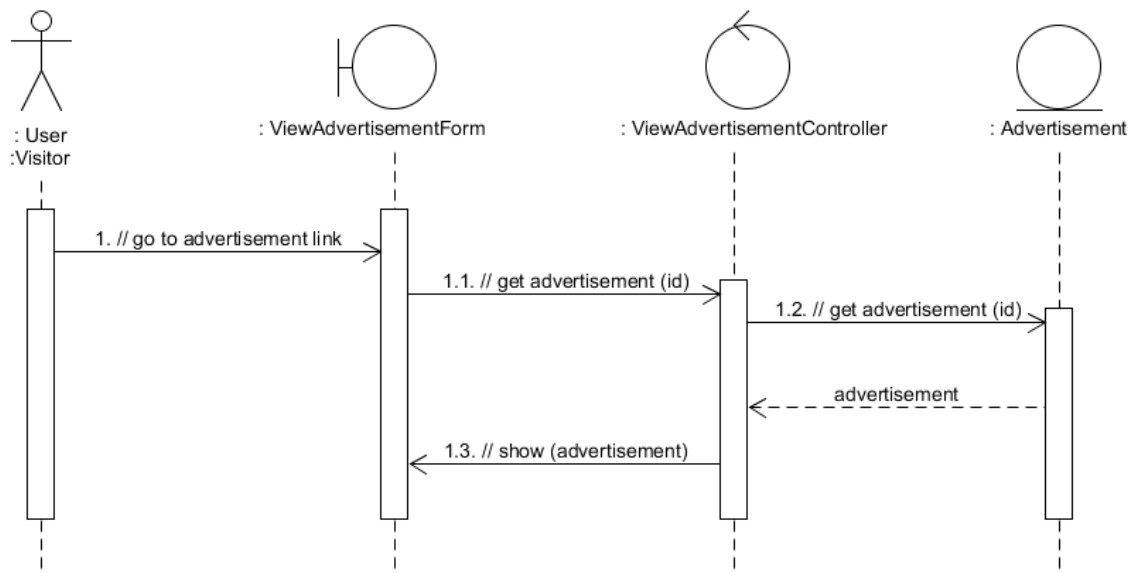 : User
:Visitor
: ViewAdvertisementForm
: ViewAdvertisementController
: Advertisement
1. // go to advertisement link
1.1. // get advertisement (id)
1.2. // get advertisement (id)
advertisement
1.3. // show (advertisement)